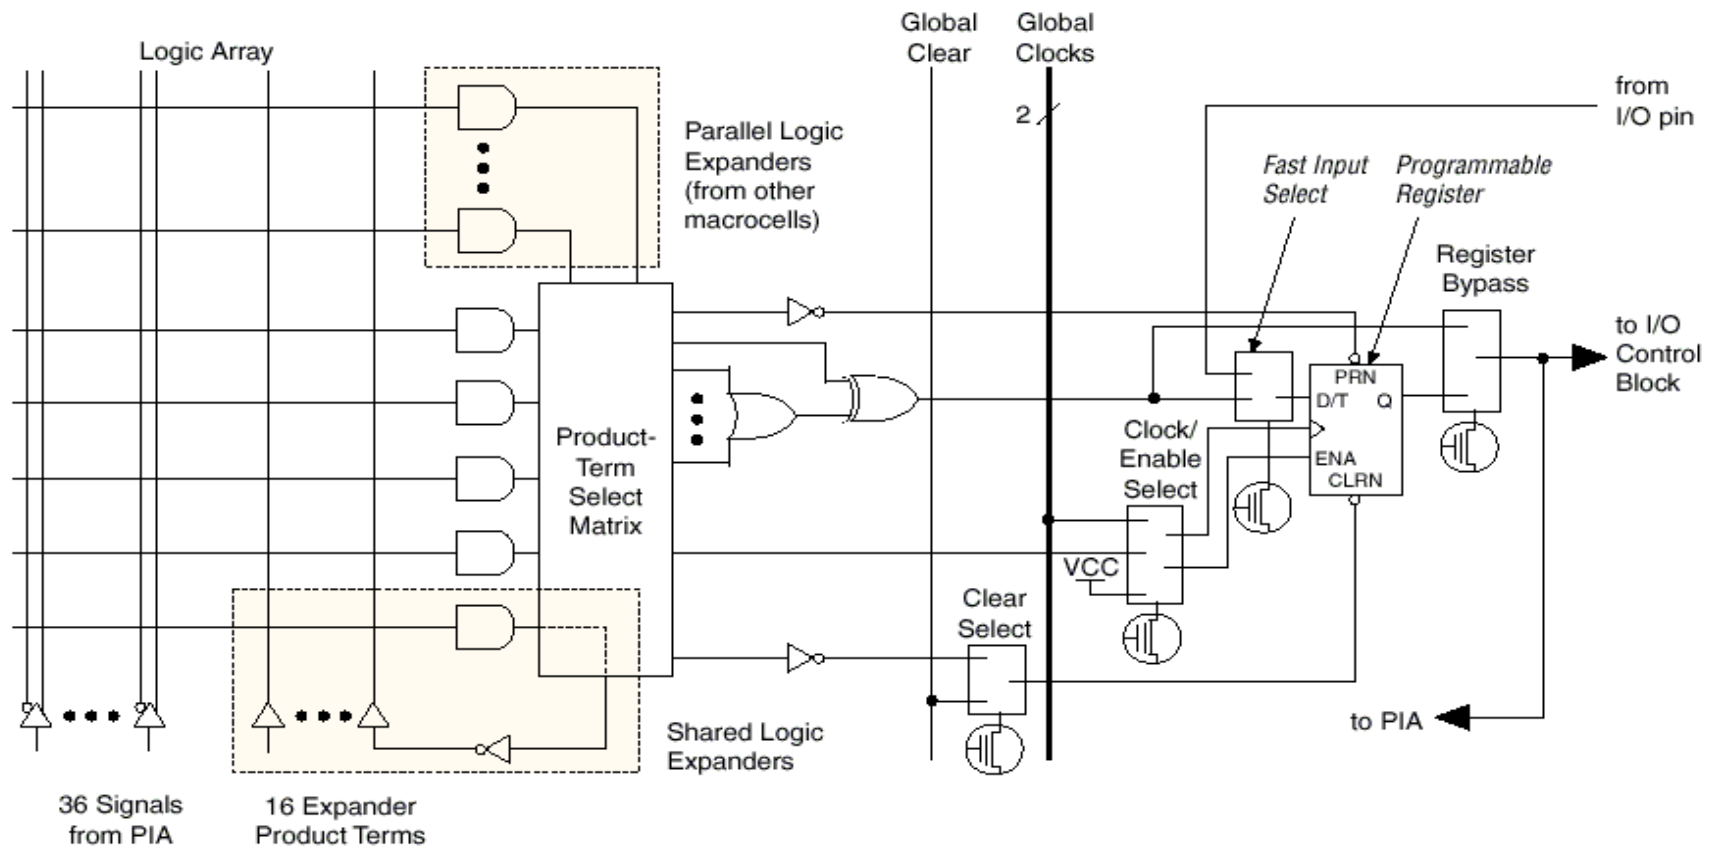 Logic Array
Global
Clear
Global
Clocks
2
from
I/O pin
Parallel Logic
Expanders
(from other
macrocells)
Fast Input
Select
Programmable
Register
Register
Bypass
to I/O
Control
Block
PRN
D/T Q
ENA
CLRN
Clock/
Enable
Select
Product-
Term
Select
Matrix
VCC
Clear
Select
to PIA
Shared Logic
Expanders
36 Signals
from PIA
16 Expander
Product Terms